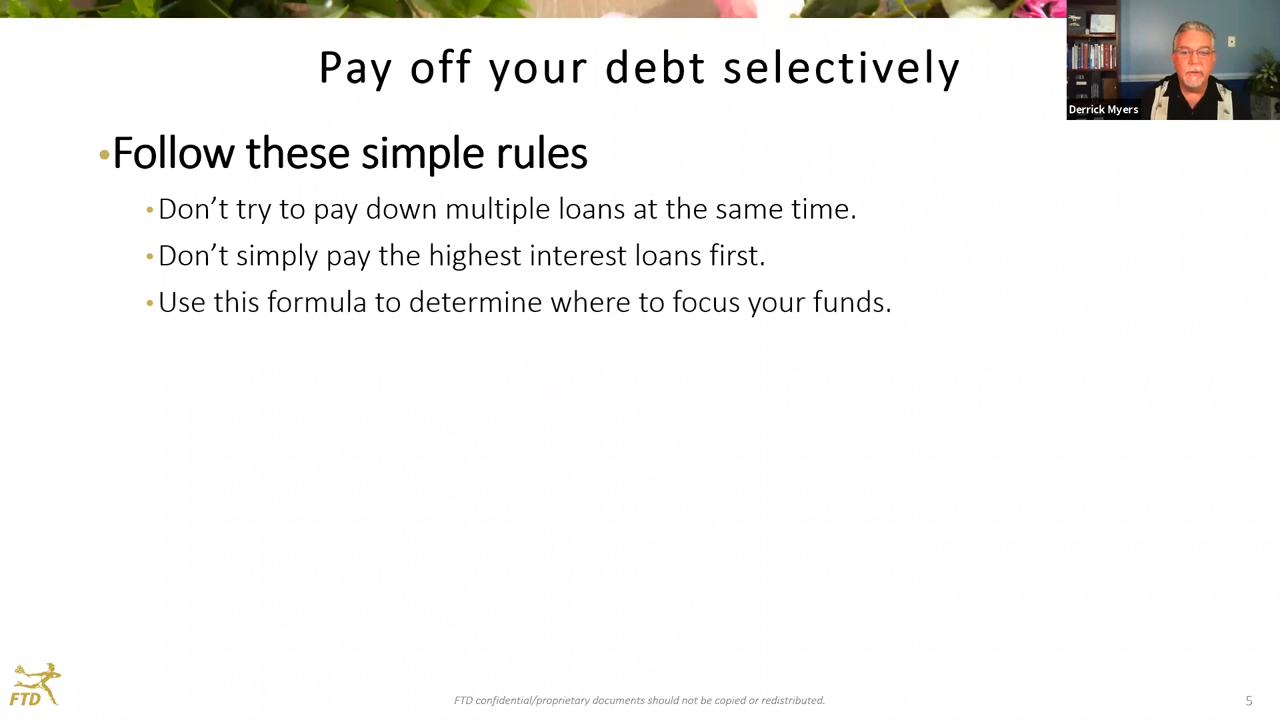 Pay off your debt selectively
Derrick Myers
•Follow these simple rules
•Don’t try to pay down multiple loans at the same time.
•Don’t simply pay the highest interest loans first.
•Use this formula to determine where to focus your funds.
FTD
FTD confidential/proprietary documents should not be copied or redistributed.
5